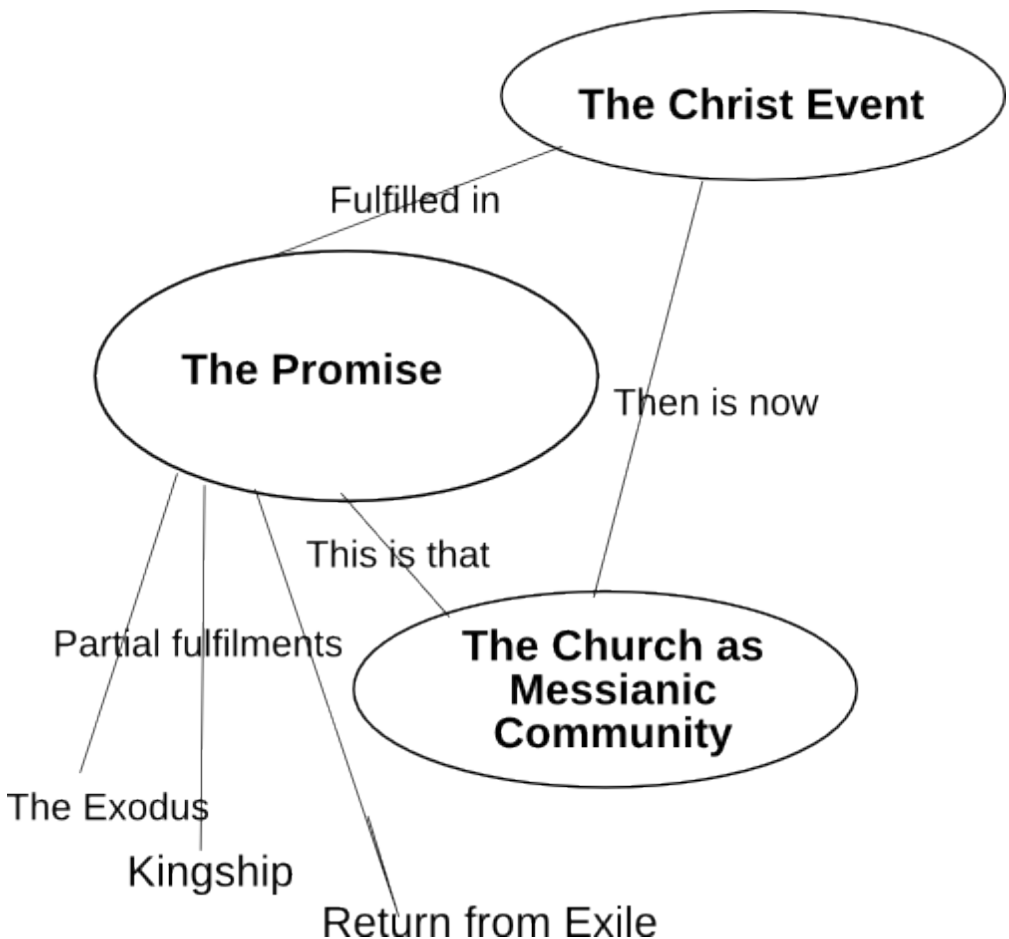 The Christ Event
Fulfilled in
The Promise
Then is now
This is that
Partial fulfilments
The Church as
Messianic
Community
The Exodus
Kingship
Return from Exile